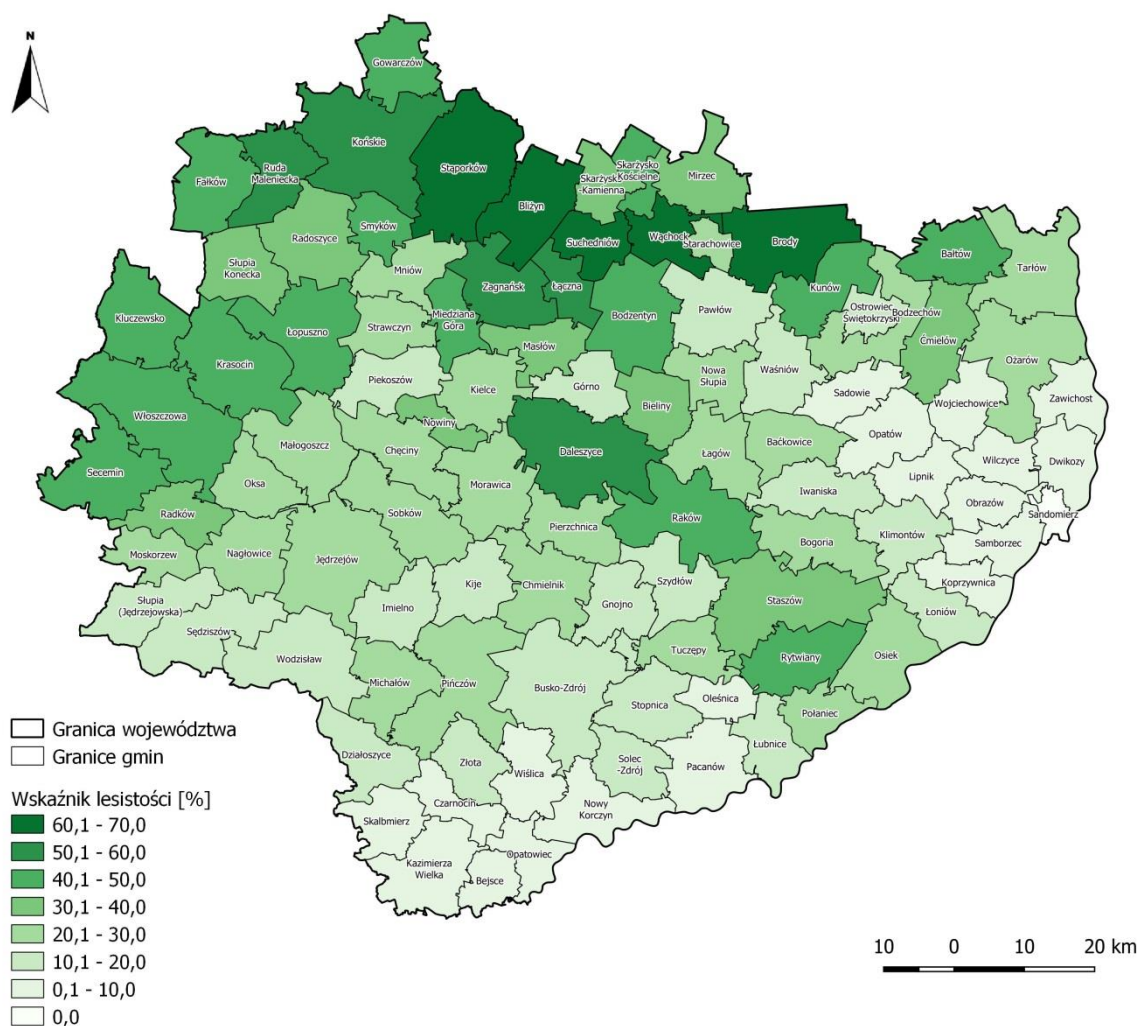 N
Gowarczów
Końskie
Stąporków
Ruda
Maleniecka
Fałków
Skarżysko
Kościelne
Skarżysk
-Kamienna
Mirzec
Bliżyn
Smyków
Radoszyce
Suchedniów
Wąchock
Starachowice
Brody
Bałtów
Tarłów
Słupia
Konecka
Mniów
Zagnańsk
Łączna
Kunów
Kluczewsko
Łopuszno
Strawczyn
Miedziana
Góra
Bodzentyn
Pawłów
Ostrowiec
Świętokrzyski
Bodzechów
Ćmielów
Ożarów
Krasocin
Masłów
Piekoszów
Kielce
Górno
Nowa
Słupia
Waśniów
Sadowie
Wojciechowice
Zawichost
Włoszczowa
Nowiny
Bieliny
Małogoszcz
Chęciny
Daleszyce
Łagów
Baćkowice
Opatów
Wilczyce
Dwikozy
Secemin
Oksa
Morawica
Lipnik
Iwaniska
Obrazów
Sandomierz
Radków
Sobków
Pierzchnica
Raków
Bogoria
Klimontów
Samborzec
Moskorzew
Nagłowice
Jędrzejów
Kije
Chmielnik
Szydłów
Koprzywnica
Słupia
(Jędrzejowska)
Imielno
Gnojno
Staszów
Łoniów
Sędziszów
Wodzisław
Tuczępy
Rytwiany
Osiek
Michałów
Pińczów
Busko-Zdrój
Stopnica
Oleśnica
Połaniec
Działoszyce
Złota
Wiślica
Solec
-Zdrój
Pacanów
Łubnice
Skalbmierz
Czarnocin
Nowy
Korczyn
Kazimierza
Wielka
Bejsce
Opatowiec
Granica województwa
Granice gmin
Wskaźnik lesistości [%]
60,1 - 70,0
50,1 - 60,0
40,1 - 50,0
30,1 - 40,0
20,1 - 30,0
10,1 - 20,0
0,1 - 10,0
0,0
10 0 10 20 km